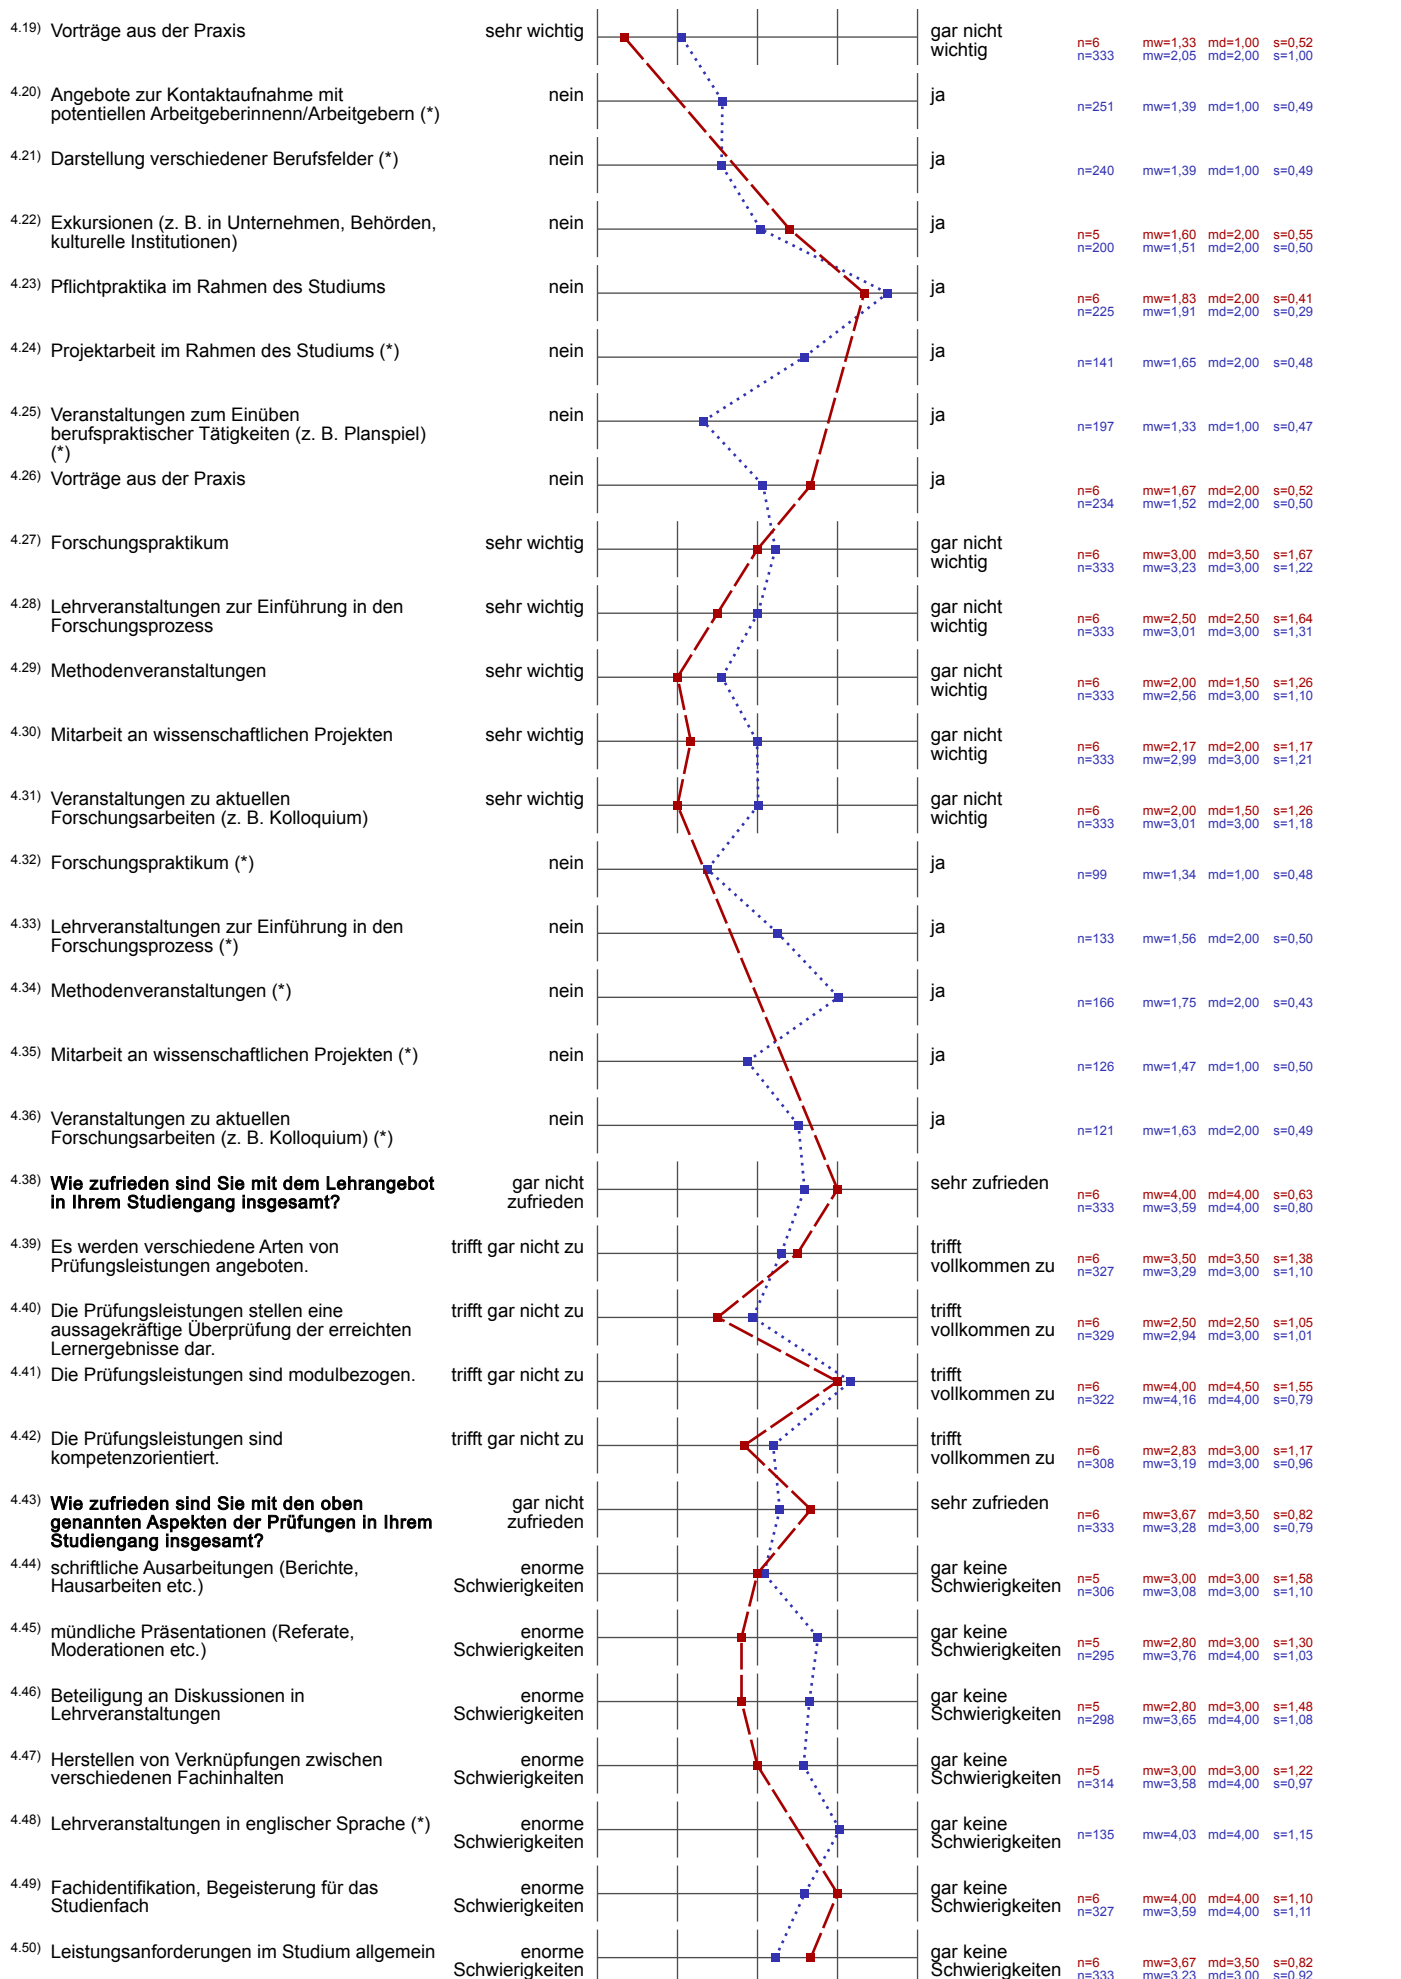 4.19) Vorträge aus der Praxis sehr wichtig gar nicht
wichtig
n=6 mw=1,33 md=1,00 s=0,52
n=333 mw=2,05 md=2,00 s=1,00
4.20) Angebote zur Kontaktaufnahme mit nein ja
potentiellen Arbeitgeberinnenn/Arbeitgebern (*)
n=251 mw=1,39 md=1,00 s=0,49
4.21) Darstellung verschiedener Berufsfelder (*) nein ja
n=240 mw=1,39 md=1,00 s=0,49
4.22) Exkursionen (z. B. in Unternehmen, Behörden, nein ja
kulturelle Institutionen)
n=5 mw=1,60 md=2,00 s=0,55
n=200 mw=1,51 md=2,00 s=0,50
4.23) Pflichtpraktika im Rahmen des Studiums nein ja
n=6 mw=1,83 md=2,00 s=0,41
n=225 mw=1,91 md=2,00 s=0,29
4.24) Projektarbeit im Rahmen des Studiums (*) nein ja
n=141 mw=1,65 md=2,00 s=0,48
4.25) Veranstaltungen zum Einüben nein ja
berufspraktischer Tätigkeiten (z. B. Planspiel)
(*)
n=197 mw=1,33 md=1,00 s=0,47
4.26) Vorträge aus der Praxis nein ja
n=6 mw=1,67 md=2,00 s=0,52
n=234 mw=1,52 md=2,00 s=0,50
4.27) Forschungspraktikum sehr wichtig gar nicht
wichtig
n=6 mw=3,00 md=3,50 s=1,67
n=333 mw=3,23 md=3,00 s=1,22
4.28) Lehrveranstaltungen zur Einführung in den sehr wichtig gar nicht
Forschungsprozess wichtig
n=6 mw=2,50 md=2,50 s=1,64
n=333 mw=3,01 md=3,00 s=1,31
4.29) Methodenveranstaltungen sehr wichtig gar nicht
wichtig
n=6 mw=2,00 md=1,50 s=1,26
n=333 mw=2,56 md=3,00 s=1,10
4.30) Mitarbeit an wissenschaftlichen Projekten sehr wichtig gar nicht
wichtig
n=6 mw=2,17 md=2,00 s=1,17
n=333 mw=2,99 md=3,00 s=1,21
4.31) Veranstaltungen zu aktuellen sehr wichtig gar nicht
Forschungsarbeiten (z. B. Kolloquium) wichtig
n=6 mw=2,00 md=1,50 s=1,26
n=333 mw=3,01 md=3,00 s=1,18
4.32) Forschungspraktikum (*) nein ja
n=99 mw=1,34 md=1,00 s=0,48
4.33) Lehrveranstaltungen zur Einführung in den nein ja
Forschungsprozess (*)
n=133 mw=1,56 md=2,00 s=0,50
4.34) Methodenveranstaltungen (*) nein ja
n=166 mw=1,75 md=2,00 s=0,43
4.35) Mitarbeit an wissenschaftlichen Projekten (*) nein ja
n=126 mw=1,47 md=1,00 s=0,50
4.36) Veranstaltungen zu aktuellen nein ja
Forschungsarbeiten (z. B. Kolloquium) (*)
n=121 mw=1,63 md=2,00 s=0,49
4.38) Wie zufrieden sind Sie mit dem Lehrangebot gar nicht sehr zufrieden
in Ihrem Studiengang insgesamt? zufrieden
n=6 mw=4,00 md=4,00 s=0,63
n=333 mw=3,59 md=4,00 s=0,80
4.39) Es werden verschiedene Arten von trifft gar nicht zu trifft
Prüfungsleistungen angeboten. vollkommen zu
n=6 mw=3,50 md=3,50 s=1,38
n=327 mw=3,29 md=3,00 s=1,10
4.40) Die Prüfungsleistungen stellen eine trifft gar nicht zu trifft
aussagekräftige Überprüfung der erreichten vollkommen zu
Lernergebnisse dar.
n=6 mw=2,50 md=2,50 s=1,05
n=329 mw=2,94 md=3,00 s=1,01
4.41) Die Prüfungsleistungen sind modulbezogen. trifft gar nicht zu trifft
vollkommen zu
n=6 mw=4,00 md=4,50 s=1,55
n=322 mw=4,16 md=4,00 s=0,79
4.42) Die Prüfungsleistungen sind trifft gar nicht zu trifft
kompetenzorientiert. vollkommen zu
n=6 mw=2,83 md=3,00 s=1,17
n=308 mw=3,19 md=3,00 s=0,96
4.43) Wie zufrieden sind Sie mit den oben gar nicht sehr zufrieden
genannten Aspekten der Prüfungen in Ihrem zufrieden
Studiengang insgesamt?
n=6 mw=3,67 md=3,50 s=0,82
n=333 mw=3,28 md=3,00 s=0,79
4.44) schriftliche Ausarbeitungen (Berichte, enorme gar keine
Hausarbeiten etc.) Schwierigkeiten Schwierigkeiten
n=5 mw=3,00 md=3,00 s=1,58
n=306 mw=3,08 md=3,00 s=1,10
4.45) mündliche Präsentationen (Referate, enorme gar keine
Moderationen etc.) Schwierigkeiten Schwierigkeiten
n=5 mw=2,80 md=3,00 s=1,30
n=295 mw=3,76 md=4,00 s=1,03
4.46) Beteiligung an Diskussionen in enorme gar keine
Lehrveranstaltungen Schwierigkeiten Schwierigkeiten
n=5 mw=2,80 md=3,00 s=1,48
n=298 mw=3,65 md=4,00 s=1,08
4.47) Herstellen von Verknüpfungen zwischen enorme gar keine
verschiedenen Fachinhalten Schwierigkeiten Schwierigkeiten
n=5 mw=3,00 md=3,00 s=1,22
n=314 mw=3,58 md=4,00 s=0,97
4.48) Lehrveranstaltungen in englischer Sprache (*) enorme gar keine
Schwierigkeiten Schwierigkeiten
n=135 mw=4,03 md=4,00 s=1,15
4.49) Fachidentifikation, Begeisterung für das enorme gar keine
Studienfach Schwierigkeiten Schwierigkeiten
n=6 mw=4,00 md=4,00 s=1,10
n=327 mw=3,59 md=4,00 s=1,11
4.50) Leistungsanforderungen im Studium allgemein enorme gar keine
Schwierigkeiten Schwierigkeiten
n=6 mw=3,67 md=3,50 s=0,82
n=333 mw=3,23 md=3,00 s=0,92